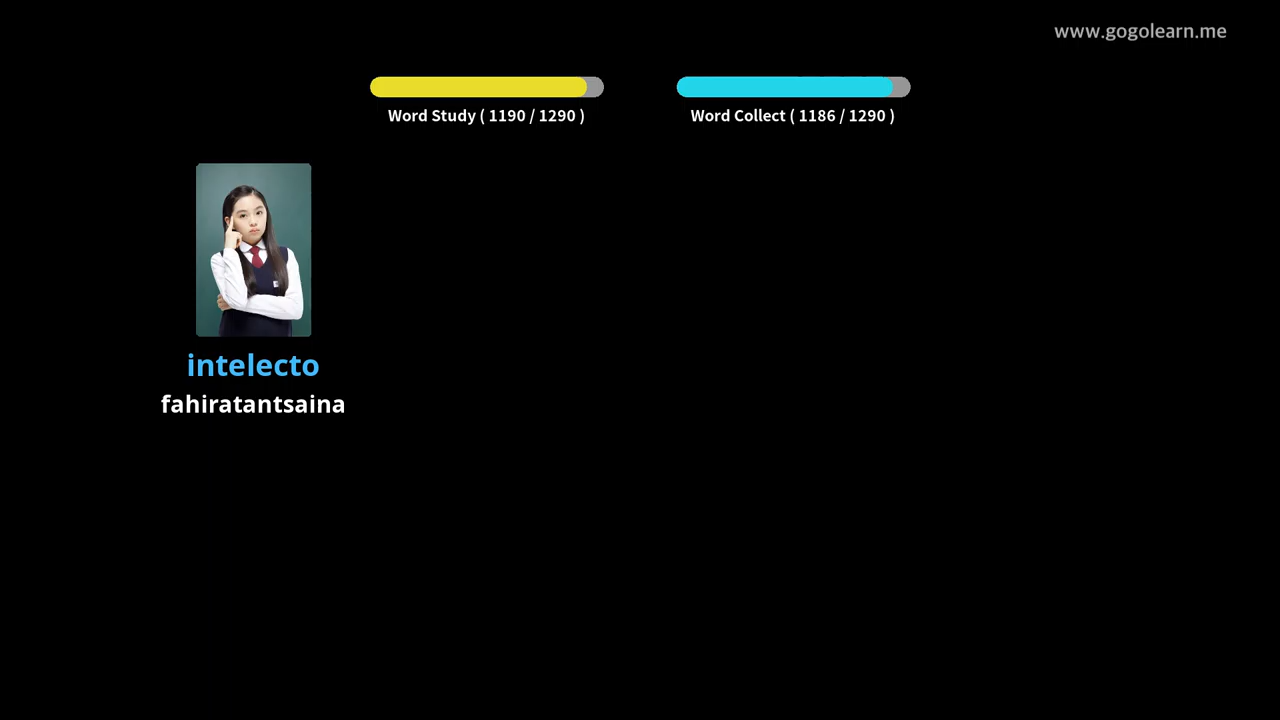 www.gogolearn.me
Word Study ( 1190 / 1290 )
Word Collect ( 1186 / 1290 )
intelecto
fahiratantsaina